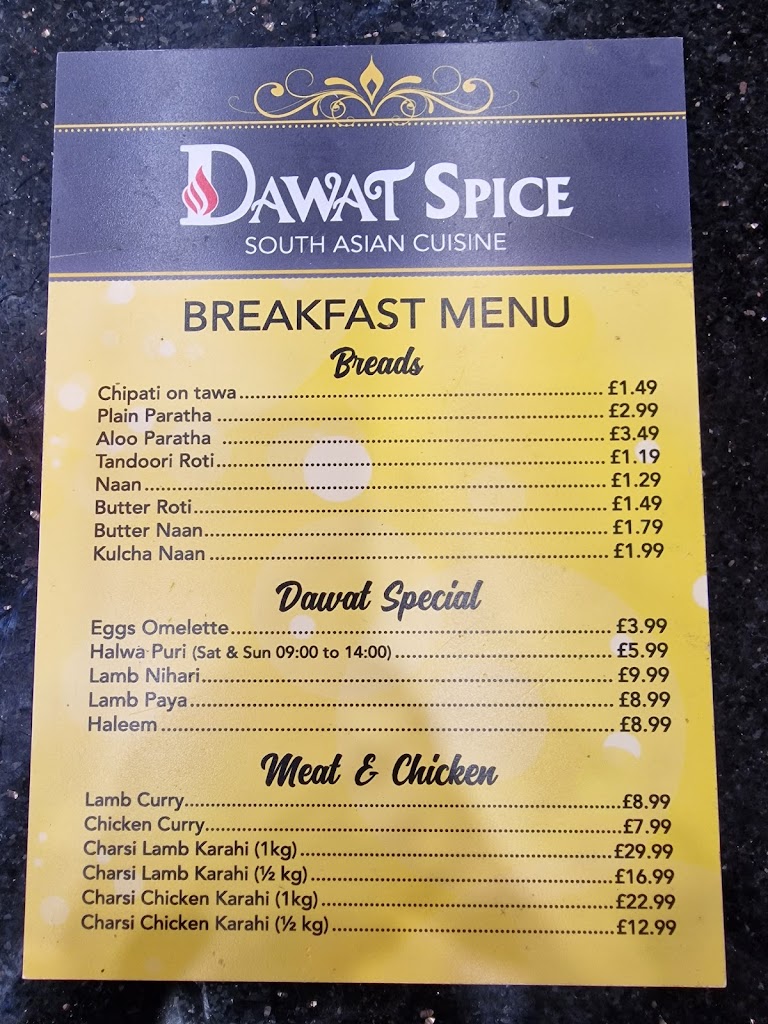 DAWAT SPICE
SOUTH ASIAN CUISINE
BREAKFAST MENU
Breads
Chipati on tawa £1.49
Plain Paratha £2.99
Aloo Paratha £3.49
Tandoori Roti £1.19
Naan £1.29
Butter Roti £1.49
Butter Naan £1.79
Kulcha Naan £1.99
Dawat Special
Eggs Omelette £3.99
Halwa Puri (Sat & Sun 09:00 to 14:00) £5.99
Lamb Nihari £9.99
Lamb Paya £8.99
Haleem £8.99
Meat & Chicken
Lamb Curry £8.99
Chicken Curry £7.99
Charsi Lamb Karahi (1kg) £29.99
Charsi Lamb Karahi (½ kg) £16.99
Charsi Chicken Karahi (1kg) £22.99
Charsi Chicken Karahi (½ kg) £12.99